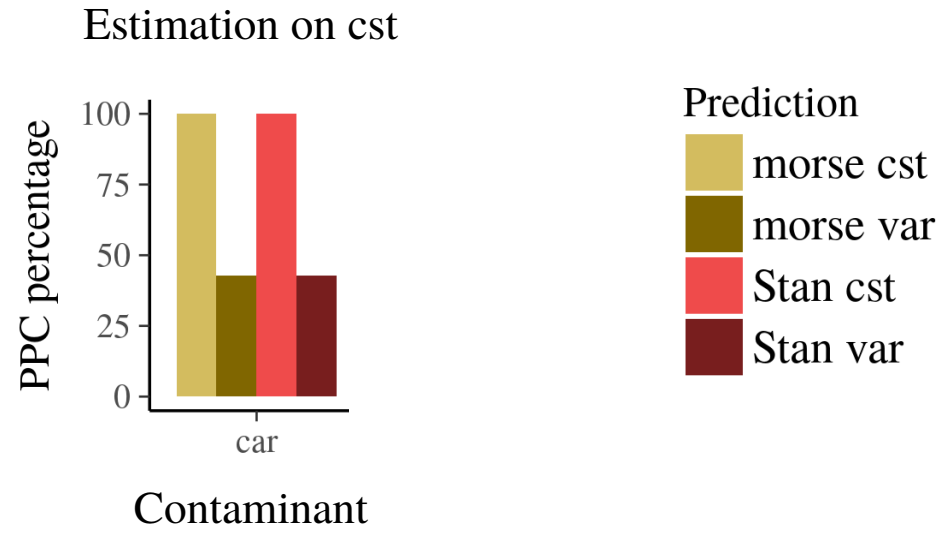 Estimation on cst
PPC percentage
100
75
50
25
0
car
Contaminant
Prediction
morse cst
morse var
Stan cst
Stan var